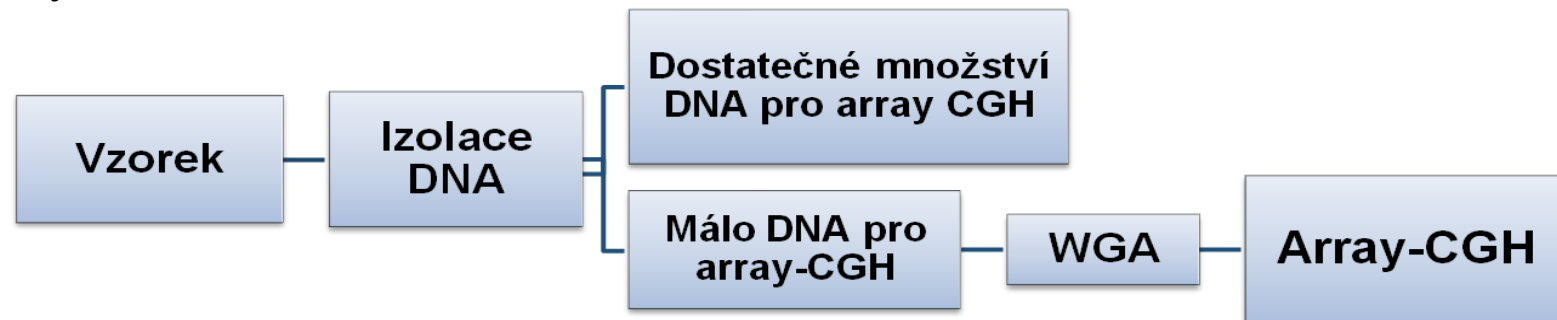 Vzorek
Izolace
DNA
Dostatečné množství
DNA pro array CGH
Málo DNA pro
array-CGH
WGA
Array-CGH